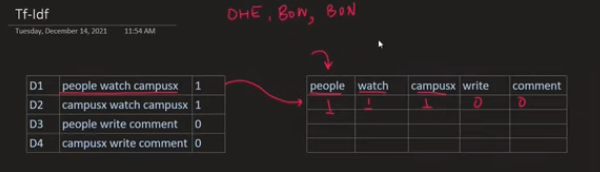 Tf-Idf
OHE, BOW, BON
Tuesday, December 14, 2021 11:54 AM
people watch campusx write comment
D1 people watch campusx 1
1 1 1 0 0
D2 campusx watch campusx 1
D3 people write comment 0
D4 campusx write comment 0